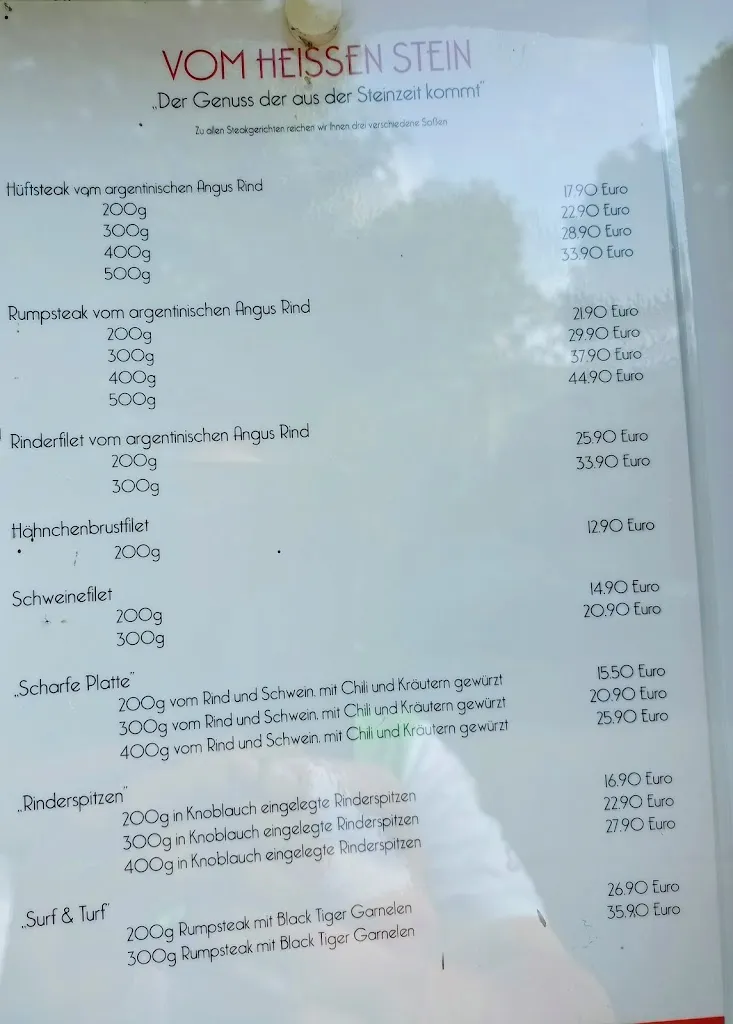 VOM HEISSEN STEIN
„Der Genuss der aus der Steinzeit kommt"
Zu allen Steakgerichten reichen wir Ihnen drei verschiedene Soßen
Hüftsteak vom argentinischen Angus Rind 17.90 Euro
200g 22.90 Euro
300g 28.90 Euro
400g 33.90 Euro
500g
Rumpsteak vom argentinischen Angus Rind 21.90 Euro
200g 29.90 Euro
300g 37.90 Euro
400g 44.90 Euro
500g
Rinderfilet vom argentinischen Angus Rind 25.90 Euro
200g 33.90 Euro
300g
Hähnchenbrustfilet 12.90 Euro
200g
Schweinefilet 14.90 Euro
200g 20.90 Euro
300g
„Scharfe Platte" 15.50 Euro
200g vom Rind und Schwein, mit Chili und Kräutern gewürzt 20.90 Euro
300g vom Rind und Schwein, mit Chili und Kräutern gewürzt 25.90 Euro
400g vom Rind und Schwein, mit Chili und Kräutern gewürzt
„Rinderspitzen" 16.90 Euro
200g in Knoblauch eingelegte Rinderspitzen 22.90 Euro
300g in Knoblauch eingelegte Rinderspitzen 27.90 Euro
400g in Knoblauch eingelegte Rinderspitzen
„Surf & Turf" 26.90 Euro
200g Rumpsteak mit Black Tiger Garnelen 35.90 Euro
300g Rumpsteak mit Black Tiger Garnelen